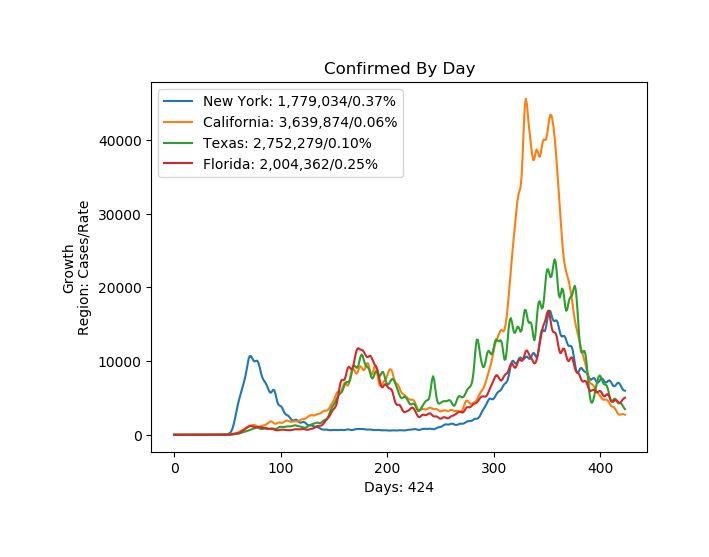 Confirmed By Day
New York: 1,779,034/0.37%
California: 3,639,874/0.06%
Texas: 2,752,279/0.10%
Florida: 2,004,362/0.25%
Growth
Region: Cases/Rate
40000
30000
20000
10000
0
0 100 200 300 400
Days: 424